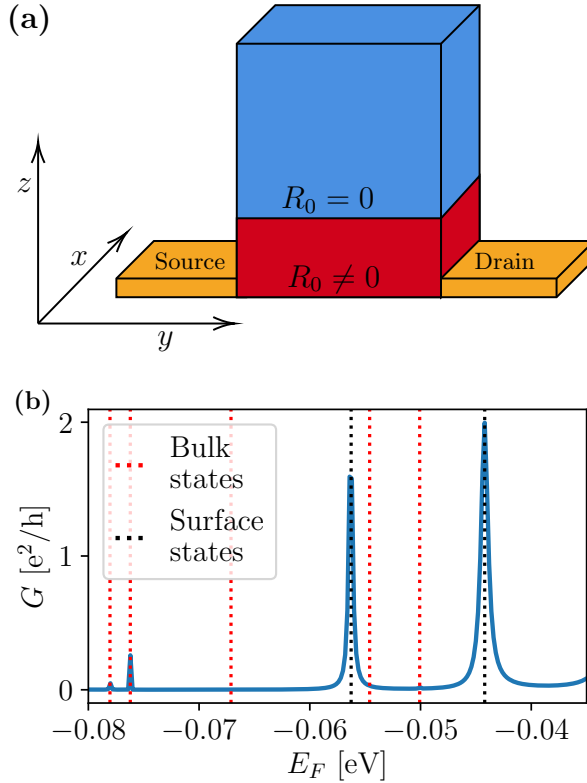 (a)
z
x
y
R₀ = 0
R₀ ≠ 0
Source
Drain
(b)
2
1
0
G [e²/h]
Bulk
states
Surface
states
−0.08 −0.07 −0.06 −0.05 −0.04
E_F [eV]